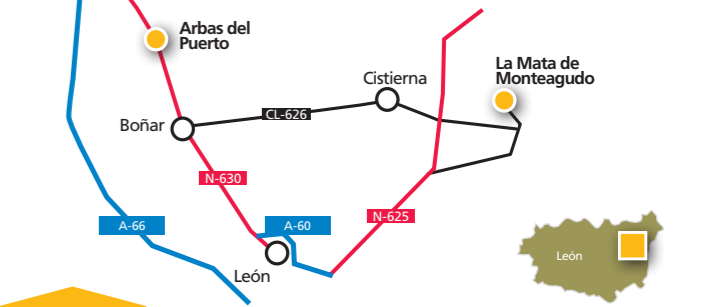 Arbas del
Puerto
La Mata de
Monteagudo
Cistierna
CL-626
Boñar
N-630
N-625
A-66
A-60
León
León